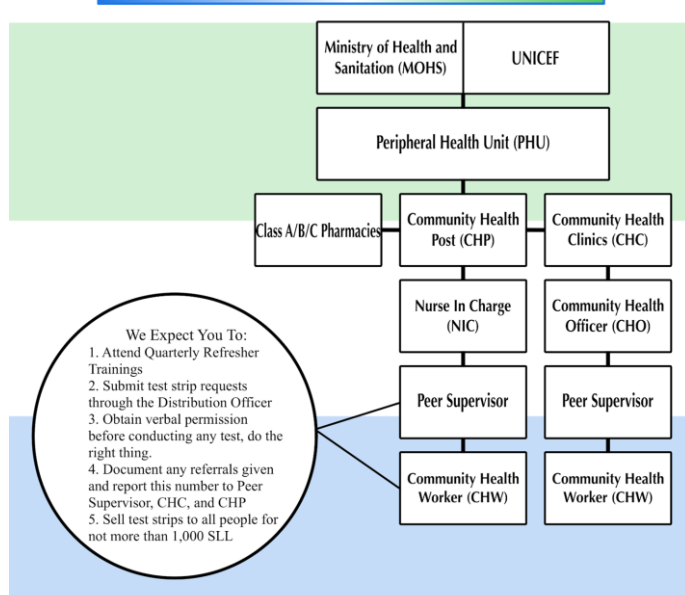 Ministry of Health and
Sanitation (MOHS)
UNICEF
Peripheral Health Unit (PHU)
Class A/B/C Pharmacies
Community Health
Post (CHP)
Community Health
Clinics (CHC)
Nurse In Charge
(NIC)
Community Health
Officer (CHO)
We Expect You To:
1. Attend Quarterly Refresher
Trainings
2. Submit test strip requests
through the Distribution Officer
3. Obtain verbal permission
before conducting any test, do the
right thing.
4. Document any referrals given
and report this number to Peer
Supervisor, CHC, and CHP
5. Sell test strips to all people for
not more than 1,000 SLL
Peer Supervisor
Peer Supervisor
Community Health
Worker (CHW)
Community Health
Worker (CHW)